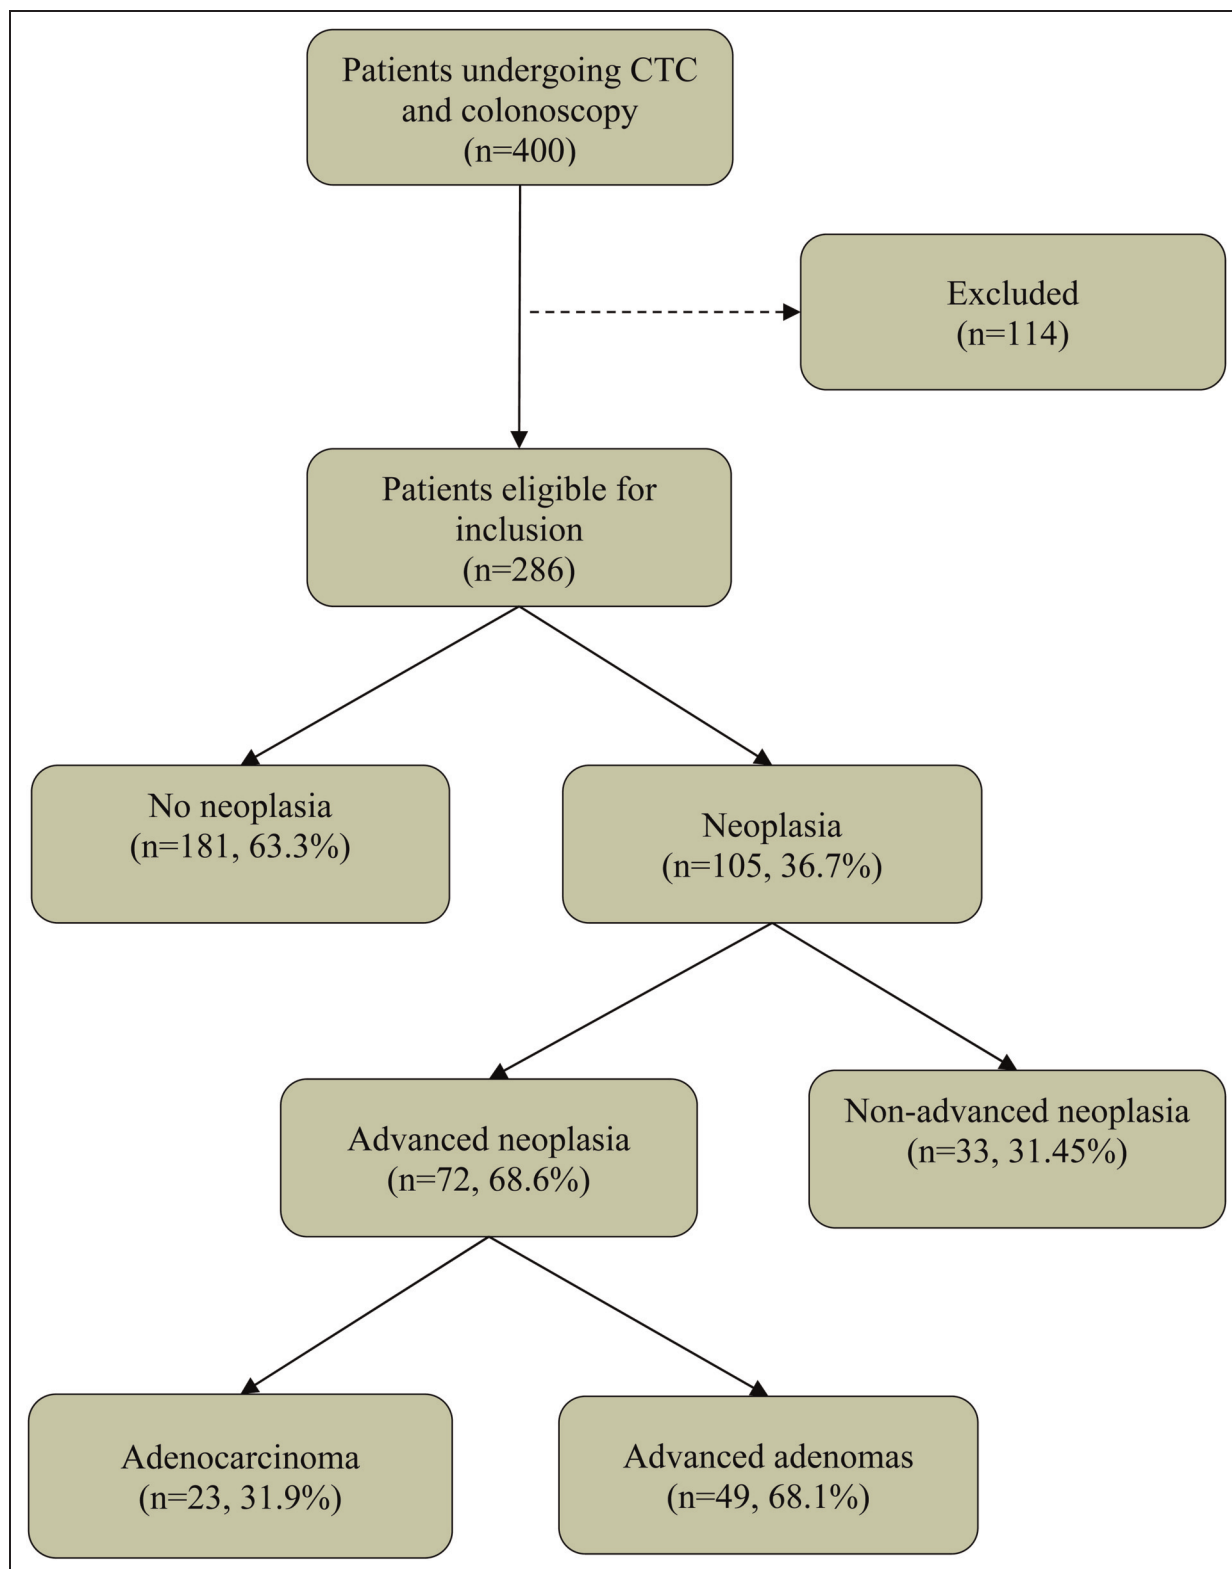 Patients undergoing CTC
and colonoscopy
(n=400)
Excluded
(n=114)
Patients eligible for
inclusion
(n=286)
No neoplasia
(n=181, 63.3%)
Neoplasia
(n=105, 36.7%)
Advanced neoplasia
(n=72, 68.6%)
Non-advanced neoplasia
(n=33, 31.45%)
Adenocarcinoma
(n=23, 31.9%)
Advanced adenomas
(n=49, 68.1%)